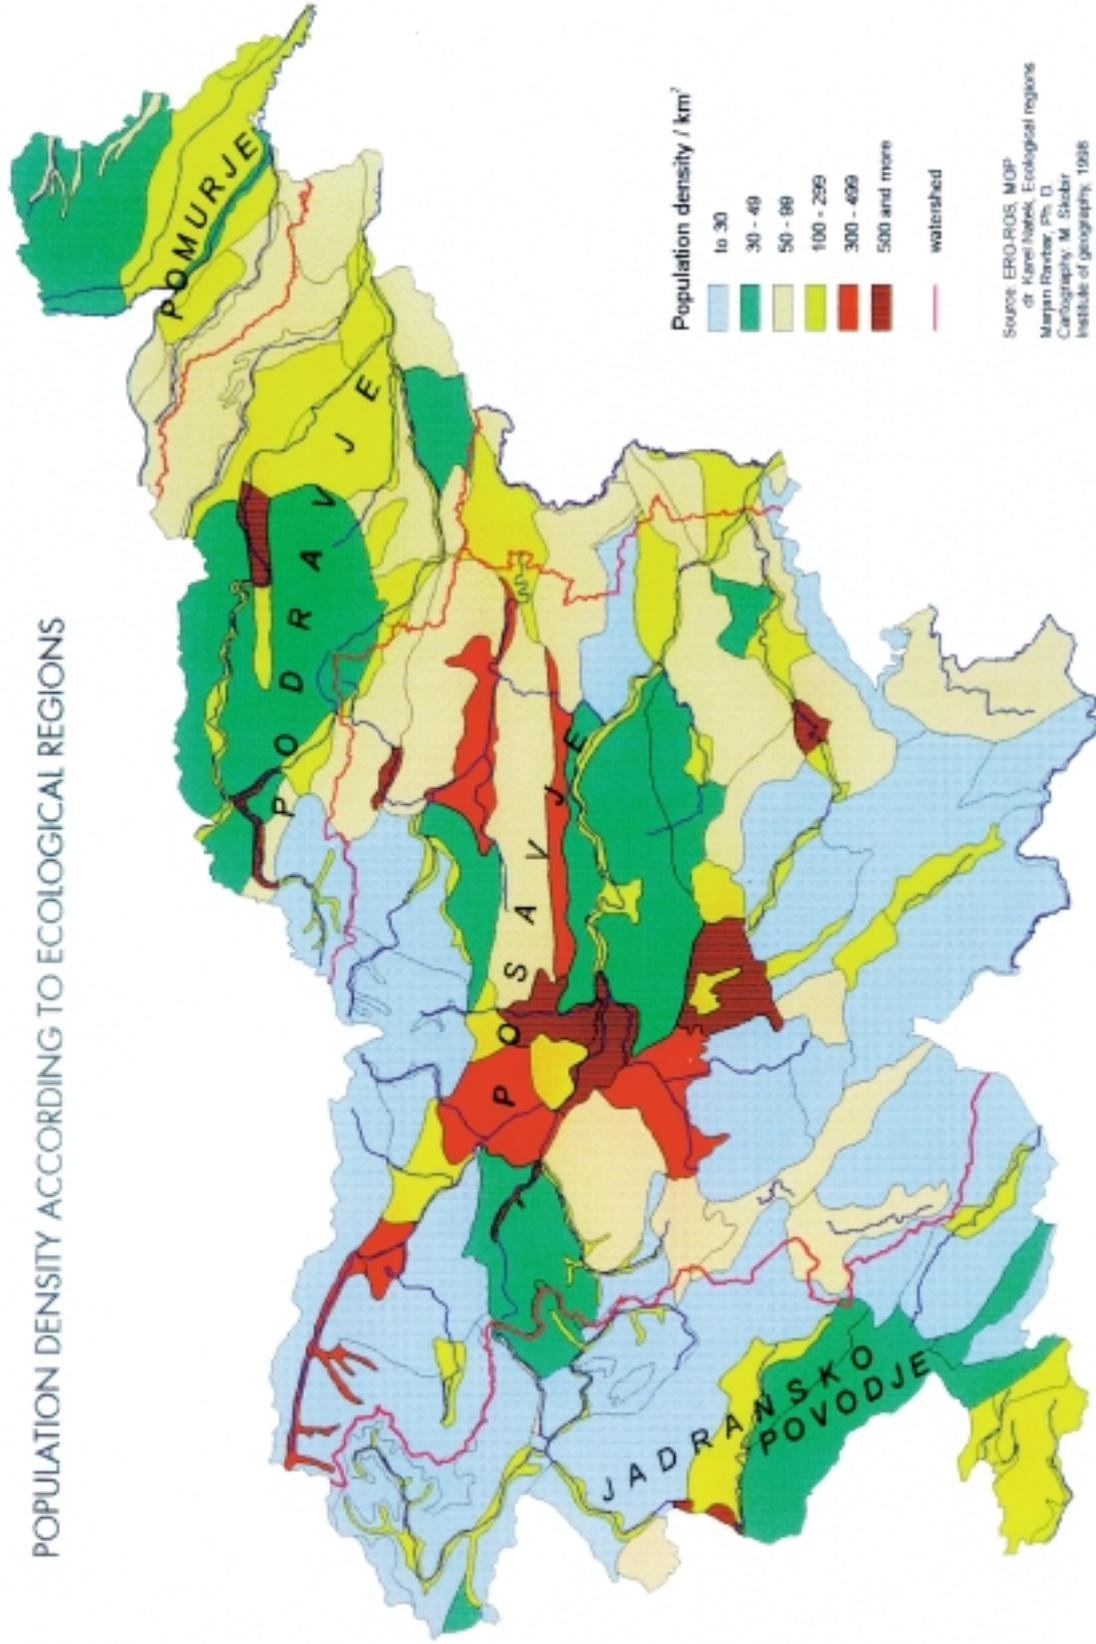 POPULATION DENSITY ACCORDING TO ECOLOGICAL REGIONS
POMURJE
PODRAVJE
POSAVJE
JADRANSKO
POVODJE
Population density / km²
to 30
30 - 49
50 - 99
100 - 299
300 - 499
500 and more
watershed
Source: ERO-ROS, MOP
dr. Karel Natek, Ecological regions
Marjan Ravbar, Ph. D.
Cartography: M. Skobir
Institute of geography, 1998